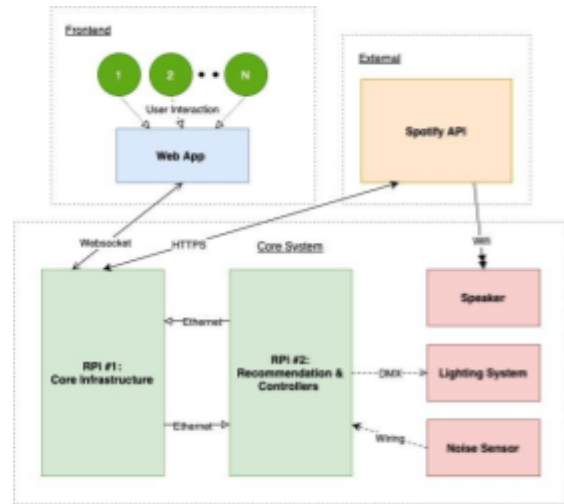 Frontend
1
2
N
User Interaction
Web App
External
Spotify API
Websocket
HTTPS
Wifi
Core System
RPI #1:
Core Infrastructure
Ethernet
Ethernet
RPI #2:
Recommendation &
Controllers
Speaker
DMX
Lighting System
Wiring
Noise Sensor